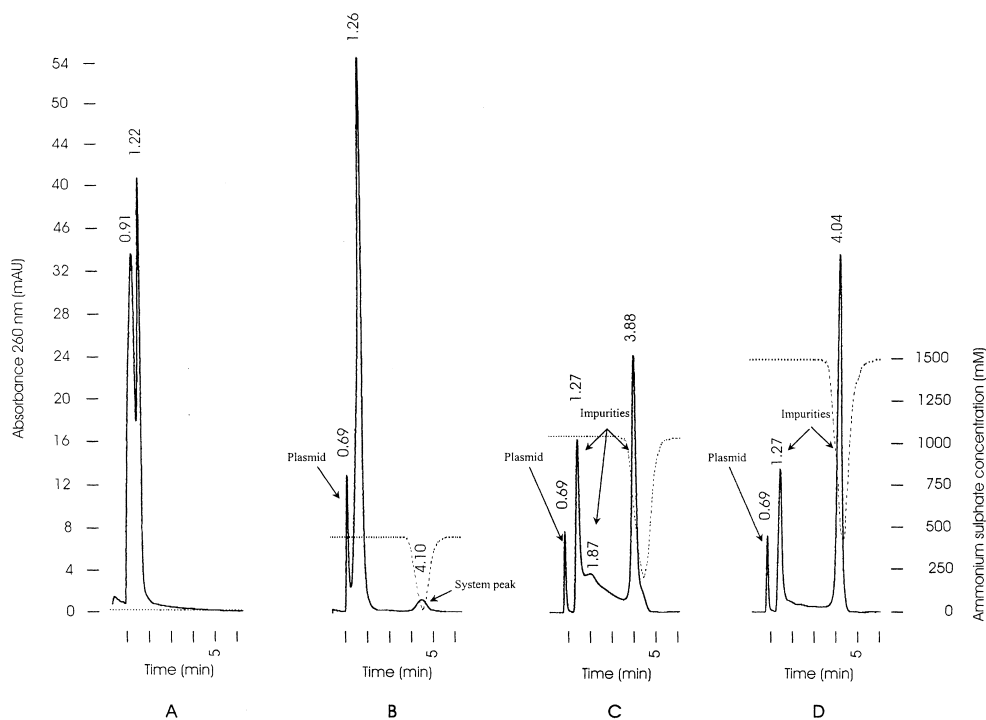 Absorbance 260 nm (mAU)
54
50
44
40
46
32
28
24
20
16
12
8
4
0
0.91
1.22
5
Time (min)
A
1.26
0.69
Plasmid
4.10
System peak
5
Time (min)
B
3.88
1.27
Impurities
Plasmid
0.69
1.87
5
Time (min)
C
4.04
Impurities
1.27
Plasmid
0.69
5
Time (min)
D
1500
1250
1000
750
500
250
0
Ammonium sulphate concentration (mM)